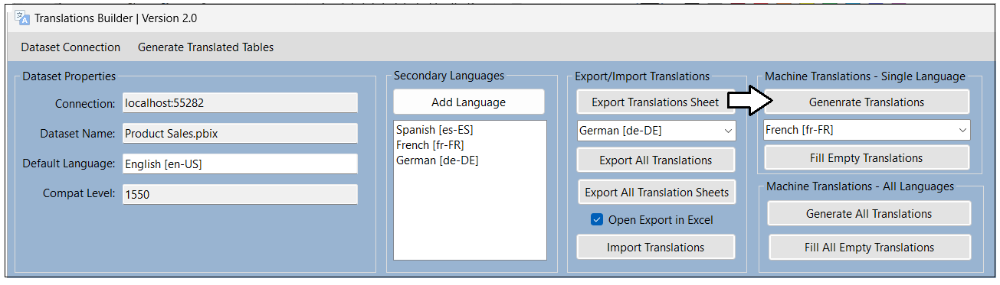 Translations Builder | Version 2.0
Dataset Connection
Generate Translated Tables
Dataset Properties
Connection: localhost:55282
Dataset Name: Product Sales.pbix
Default Language: English [en-US]
Compat Level: 1550
Secondary Languages
Add Language
Spanish [es-ES]
French [fr-FR]
German [de-DE]
Export/Import Translations
Export Translations Sheet
German [de-DE]
Export All Translations
Export All Translation Sheets
Open Export in Excel
Import Translations
Machine Translations - Single Language
Genenrate Translations
French [fr-FR]
Fill Empty Translations
Machine Translations - All Languages
Generate All Translations
Fill All Empty Translations